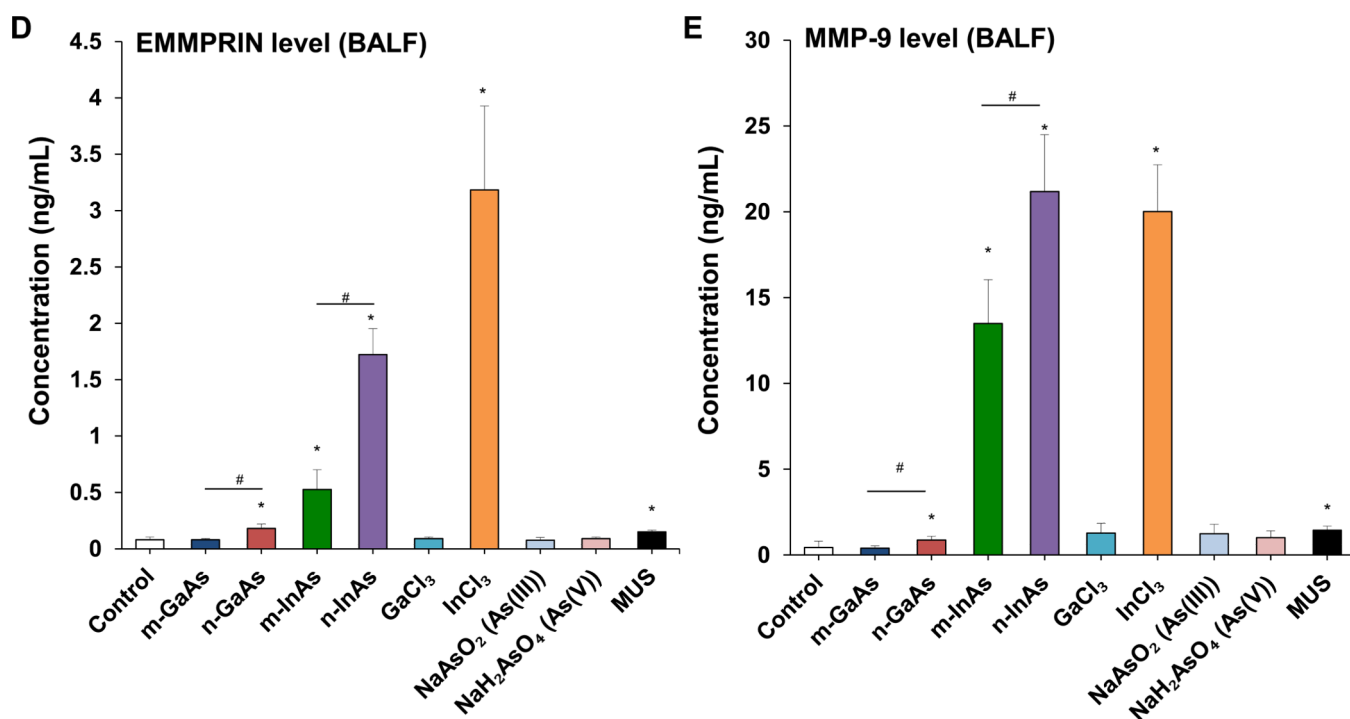 D
EMMPRIN level (BALF)
Concentration (ng/mL)
4.5
4
3.5
3
2.5
2
1.5
1
0.5
0
*
#
*
*
#
*
*
*
Control
m-GaAs
n-GaAs
m-InAs
n-InAs
GaCl₃
InCl₃
NaAsO₂ (As(III))
NaH₂AsO₄ (As(V))
MUS
E
MMP-9 level (BALF)
Concentration (ng/mL)
30
25
20
15
10
5
0
#
*
*
*
#
*
*
Control
m-GaAs
n-GaAs
m-InAs
n-InAs
GaCl₃
InCl₃
NaAsO₂ (As(III))
NaH₂AsO₄ (As(V))
MUS